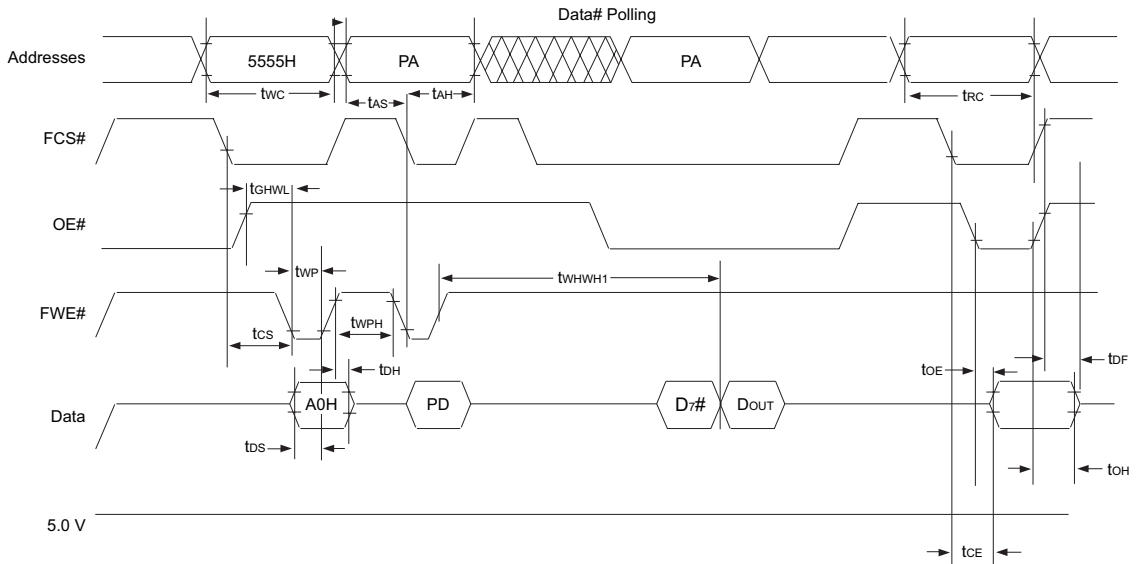 Data# Polling
Addresses
5555H
PA
PA
tWC
tAS
tAH
tRC
FCS#
tGHWL
OE#
tWP
tWHWH1
FWE#
tCS
tWPH
tDH
tOE
tDF
Data
A0H
PD
D7#
DOUT
tDS
tOH
5.0 V
tCE